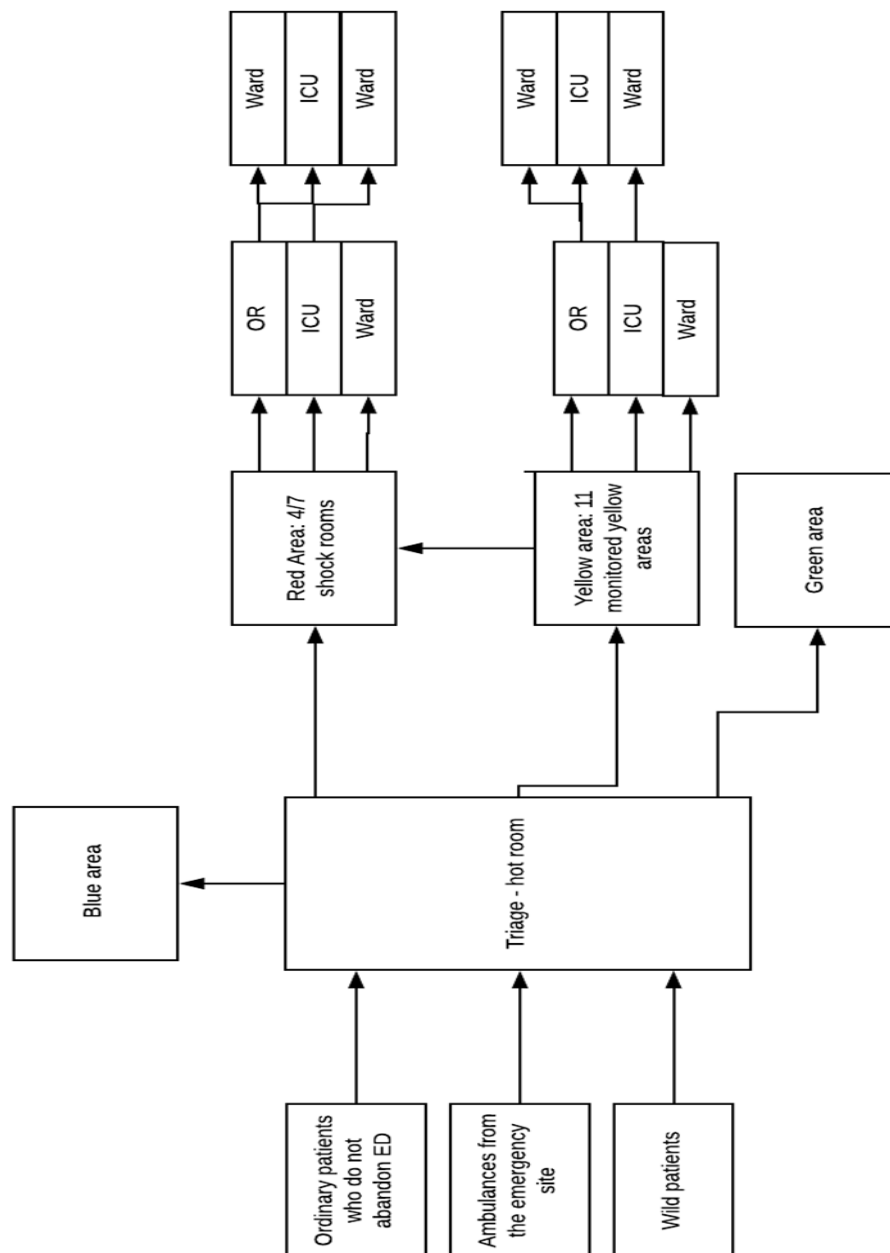 Ordinary patients
who do not
abandon ED
Ambulances from
the emergency
site
Wild patients
Triage - hot room
Blue area
Red Area: 4/7
shock rooms
Yellow area: 11
monitored yellow
areas
Green area
OR
ICU
Ward
OR
ICU
Ward
Ward
ICU
Ward
Ward
ICU
Ward